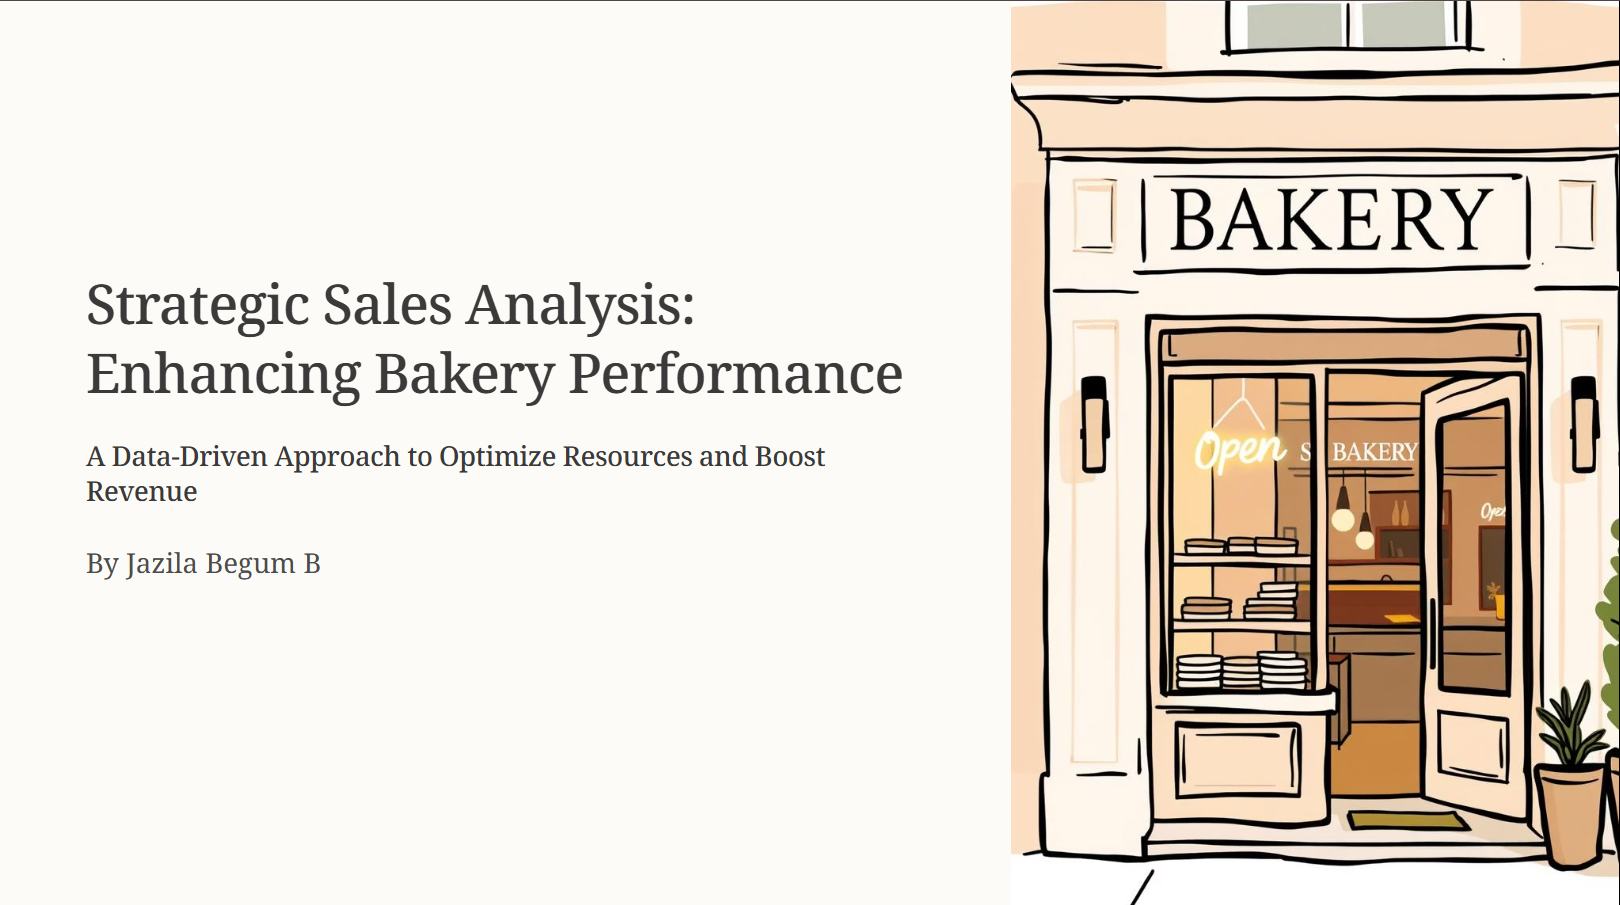 Strategic Sales Analysis:
Enhancing Bakery Performance
A Data-Driven Approach to Optimize Resources and Boost
Revenue
By Jazila Begum B
BAKERY
Open
S BAKERY
Open